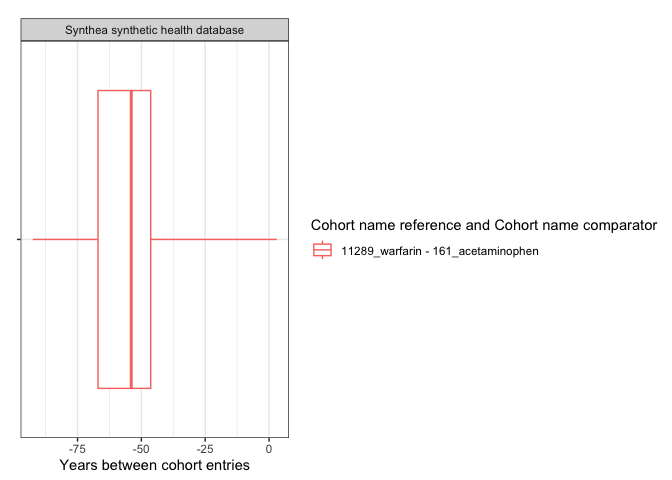 Synthea synthetic health database
Cohort name reference and Cohort name comparator
11289_warfarin - 161_acetaminophen
-75 -50 -25 0
Years between cohort entries